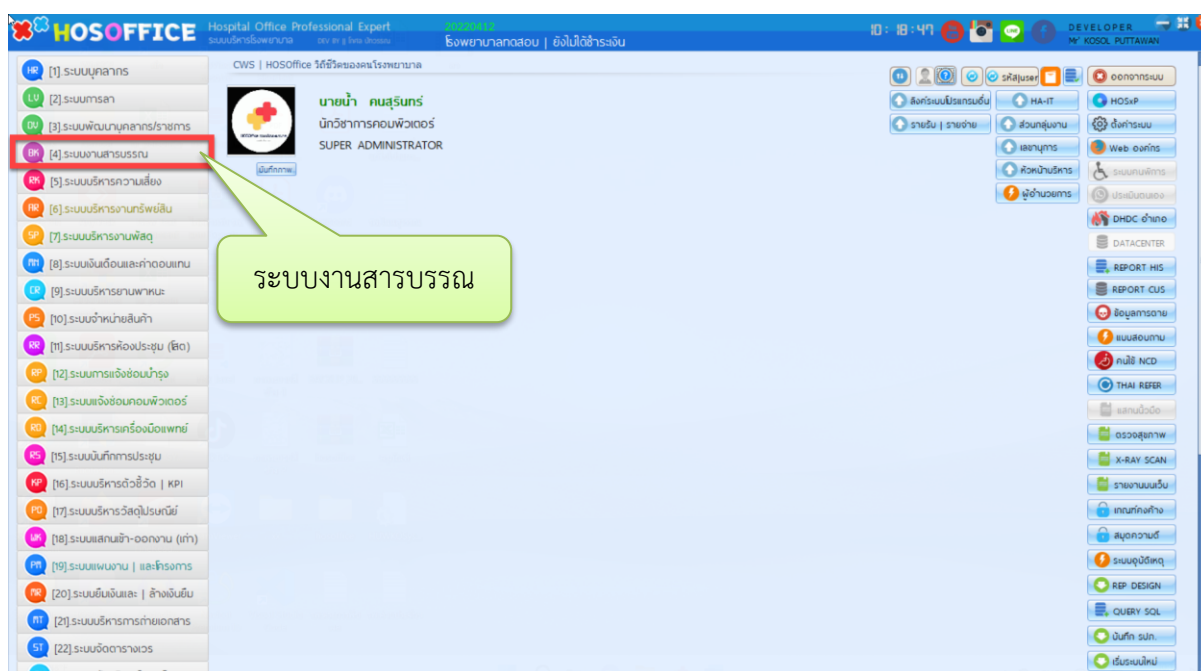 HOSOFFICE
Hospital Office Professional Expert
ระบบบริหารโรงพยาบาล
20220412
โรงพยาบาลทดสอบ | ยังไม่ได้ชำระเงิน
10: 18:47
DEVELOPER
Mr' KOSOL PUTTAWAN
CWS | HOSOffice วิถีชีวิตของคนโรงพยาบาล
นายน้ำ คนสุรินทร์
นักวิชาการคอมพิวเตอร์
SUPER ADMINISTRATOR
บันทึกภาพ
HR [1].ระบบบุคลากร
LV [2].ระบบการลา
DV [3].ระบบพัฒนาบุคลากร/ราชการ
BK [4].ระบบงานสารบรรณ
RK [5].ระบบบริหารความเสี่ยง
AR [6].ระบบบริหารงานทรัพย์สิน
SP [7].ระบบบริหารงานพัสดุ
[8].ระบบเงินเดือนและค่าตอบแทน
CR [9].ระบบบริหารยานพาหนะ
PS [10].ระบบจำหน่ายสินค้า
RR [11].ระบบบริหารห้องประชุม (โสต)
RP [12].ระบบการแจ้งซ่อมบำรุง
RC [13].ระบบแจ้งซ่อมคอมพิวเตอร์
RO [14].ระบบบริหารเครื่องมือแพทย์
RS [15].ระบบบันทึกการประชุม
KP [16].ระบบบริหารตัวชี้วัด | KPI
PD [17].ระบบบริหารวัสดุไปรษณีย์
WK [18].ระบบแสกนเข้า-ออกงาน (เก่า)
PM [19].ระบบแผนงาน | และโครงการ
MR [20].ระบบยืมเงินและ | ล้างเงินยืม
MT [21].ระบบบริหารการถ่ายเอกสาร
ST [22].ระบบจัดตารางเวร
ระบบงานสารบรรณ
รหัส|user
ลิงค์ระบบโปรแกรมอื่น
HA-IT
รายรับ | รายจ่าย
ส่วนกลุ่มงาน
เลขานุการ
หัวหน้าบริหาร
ผู้อำนวยการ
ออกจากระบบ
HOSxP
ตั้งค่าระบบ
Web องค์กร
ระบบคนพิการ
ประเมินตนเอง
DHDC อำเภอ
DATACENTER
REPORT HIS
REPORT CUS
ข้อมูลการตาย
แบบสอบถาม
คนไข้ NCD
THAI REFER
แสกนนิ้วมือ
ตรวจสุขภาพ
X-RAY SCAN
รายงานบนเว็บ
เกณฑ์คงค้าง
สมุดความดี
ระบบอุบัติเหตุ
REP DESIGN
QUERY SQL
บันทึก รปภ.
เริ่มระบบใหม่